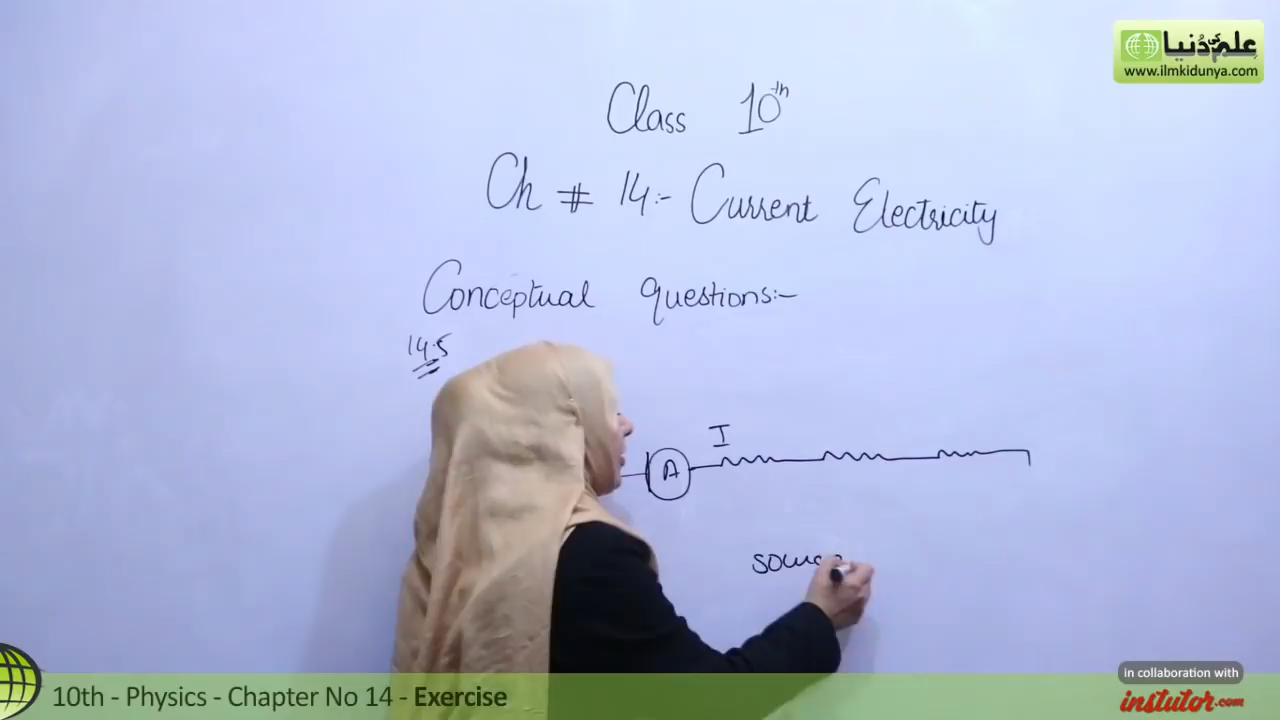 علم کی دُنیا
www.ilmkidunya.com
Class 10th
Ch # 14:- Current Electricity
Conceptual questions:-
14.5
I
A
10th - Physics - Chapter No 14 - Exercise
in collaboration with
instutor.com